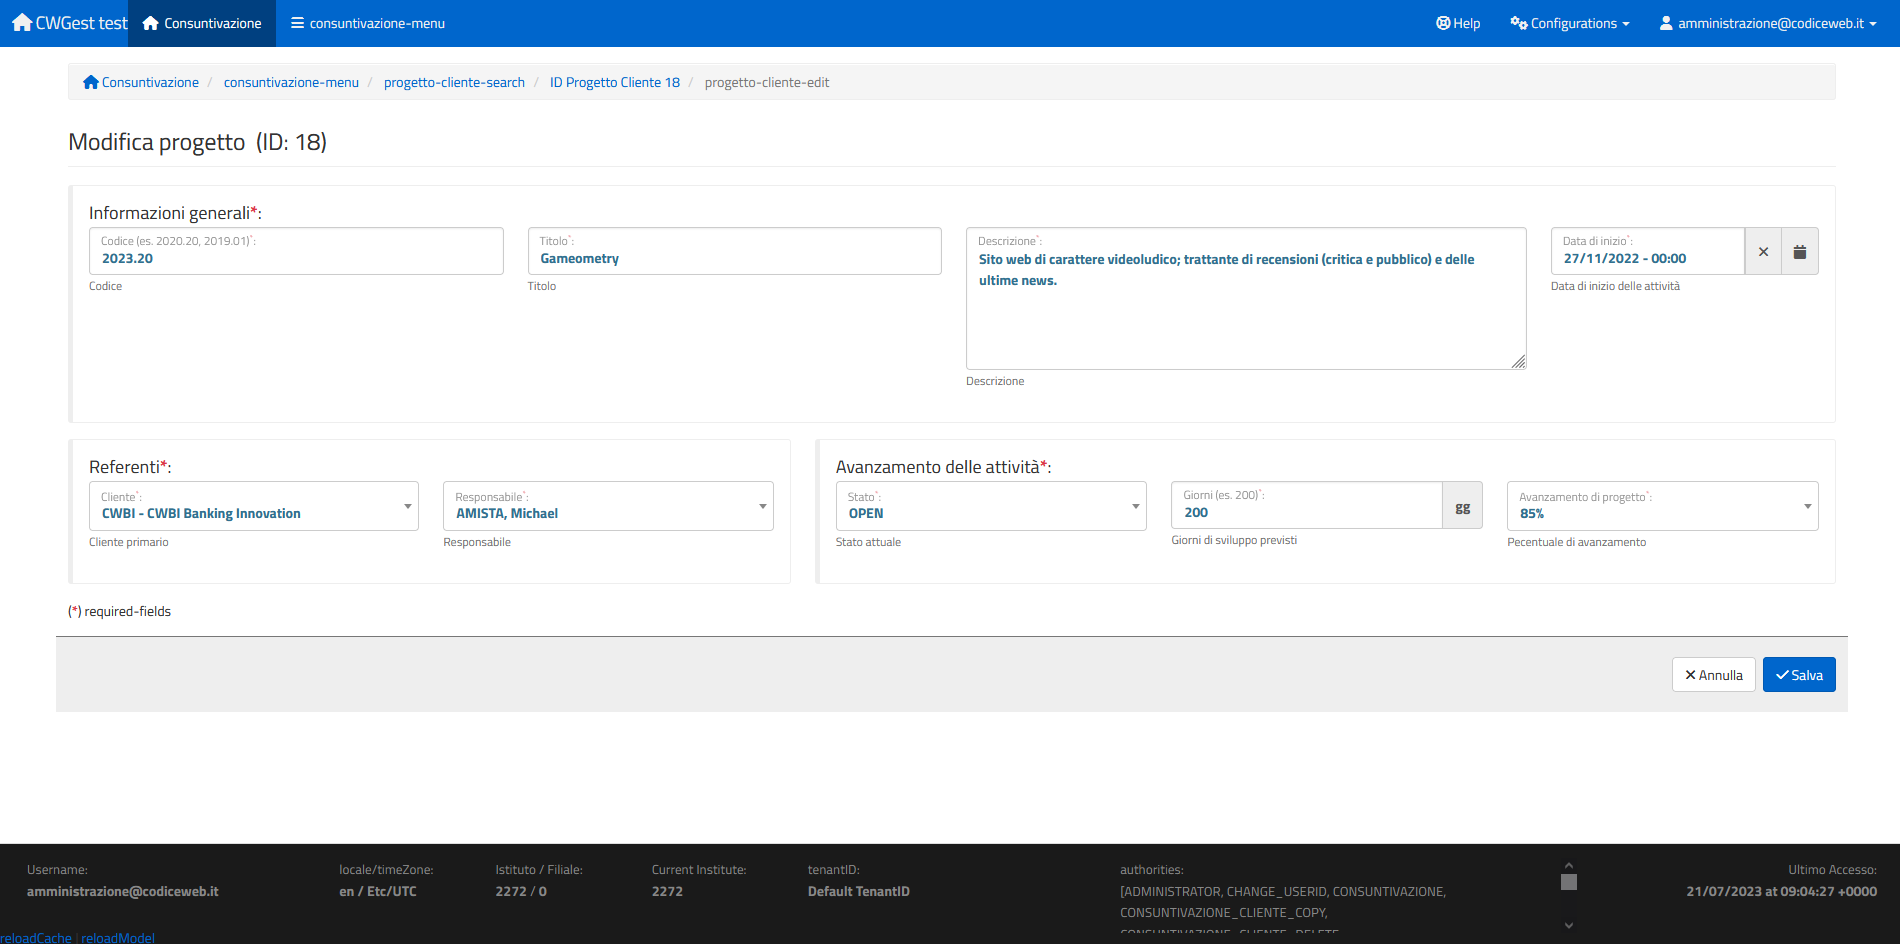 CWGest test Consuntivazione consuntivazione-menu Help Configurations amministrazione@codiceweb.it
Consuntivazione / consuntivazione-menu / progetto-cliente-search / ID Progetto Cliente 18 / progetto-cliente-edit
Modifica progetto (ID: 18)
Informazioni generali*:
Codice (es. 2020.20, 2019.01)*:
2023.20
Codice
Titolo*:
Gameometry
Titolo
Descrizione*:
Sito web di carattere videoludico; trattante di recensioni (critica e pubblico) e delle
ultime news.
Descrizione
Data di inizio*:
27/11/2022 - 00:00
Data di inizio delle attività
Referenti*:
Cliente*:
CWBI - CWBI Banking Innovation
Cliente primario
Responsabile*:
AMISTA, Michael
Responsabile
Avanzamento delle attività*:
Stato*:
OPEN
Stato attuale
Giorni (es. 200)*:
200
gg
Giorni di sviluppo previsti
Avanzamento di progetto*:
85%
Pecentuale di avanzamento
(*) required-fields
Annulla Salva
Username:
amministrazione@codiceweb.it
locale/timeZone:
en / Etc/UTC
Istituto / Filiale:
2272 / 0
Current Institute:
2272
tenantID:
Default TenantID
authorities:
[ADMINISTRATOR, CHANGE_USERID, CONSUNTIVAZIONE,
CONSUNTIVAZIONE_CLIENTE_COPY,
CONSUNTIVAZIONE_CLIENTE_DELETE,
Ultimo Accesso:
21/07/2023 at 09:04:27 +0000
reloadCache | reloadModel